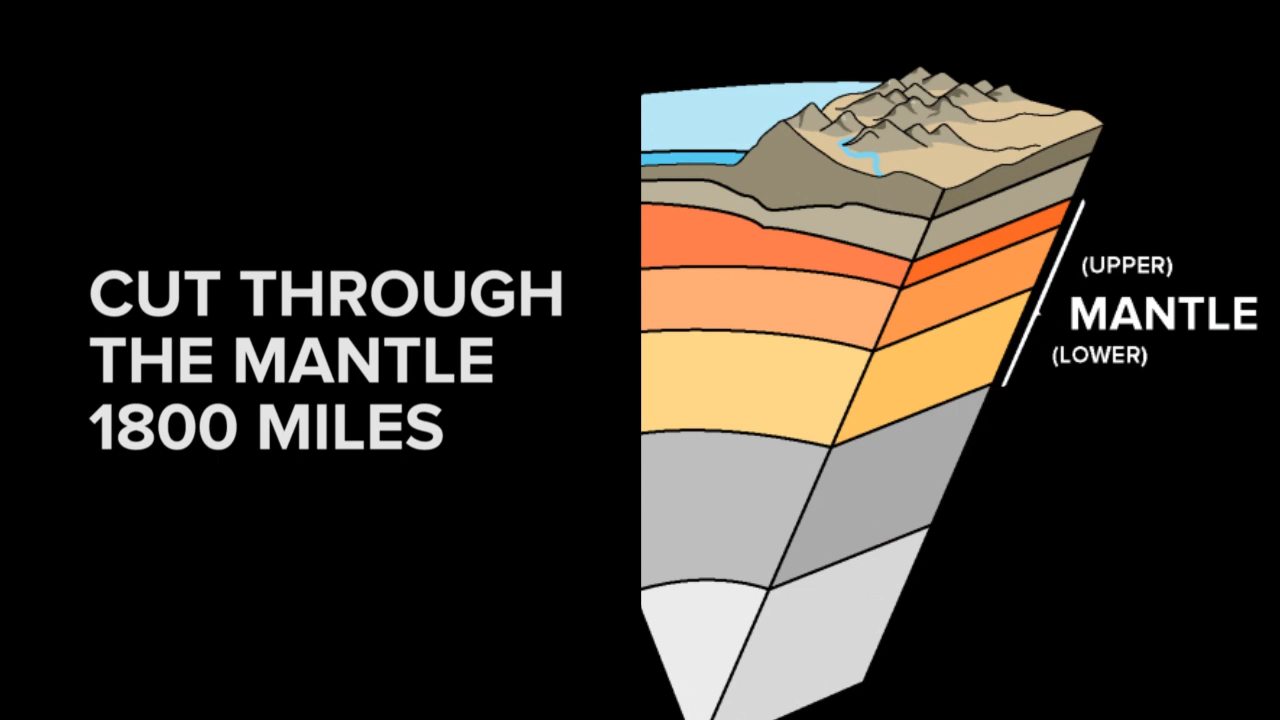 CUT THROUGH
THE MANTLE
1800 MILES
(UPPER)
MANTLE
(LOWER)